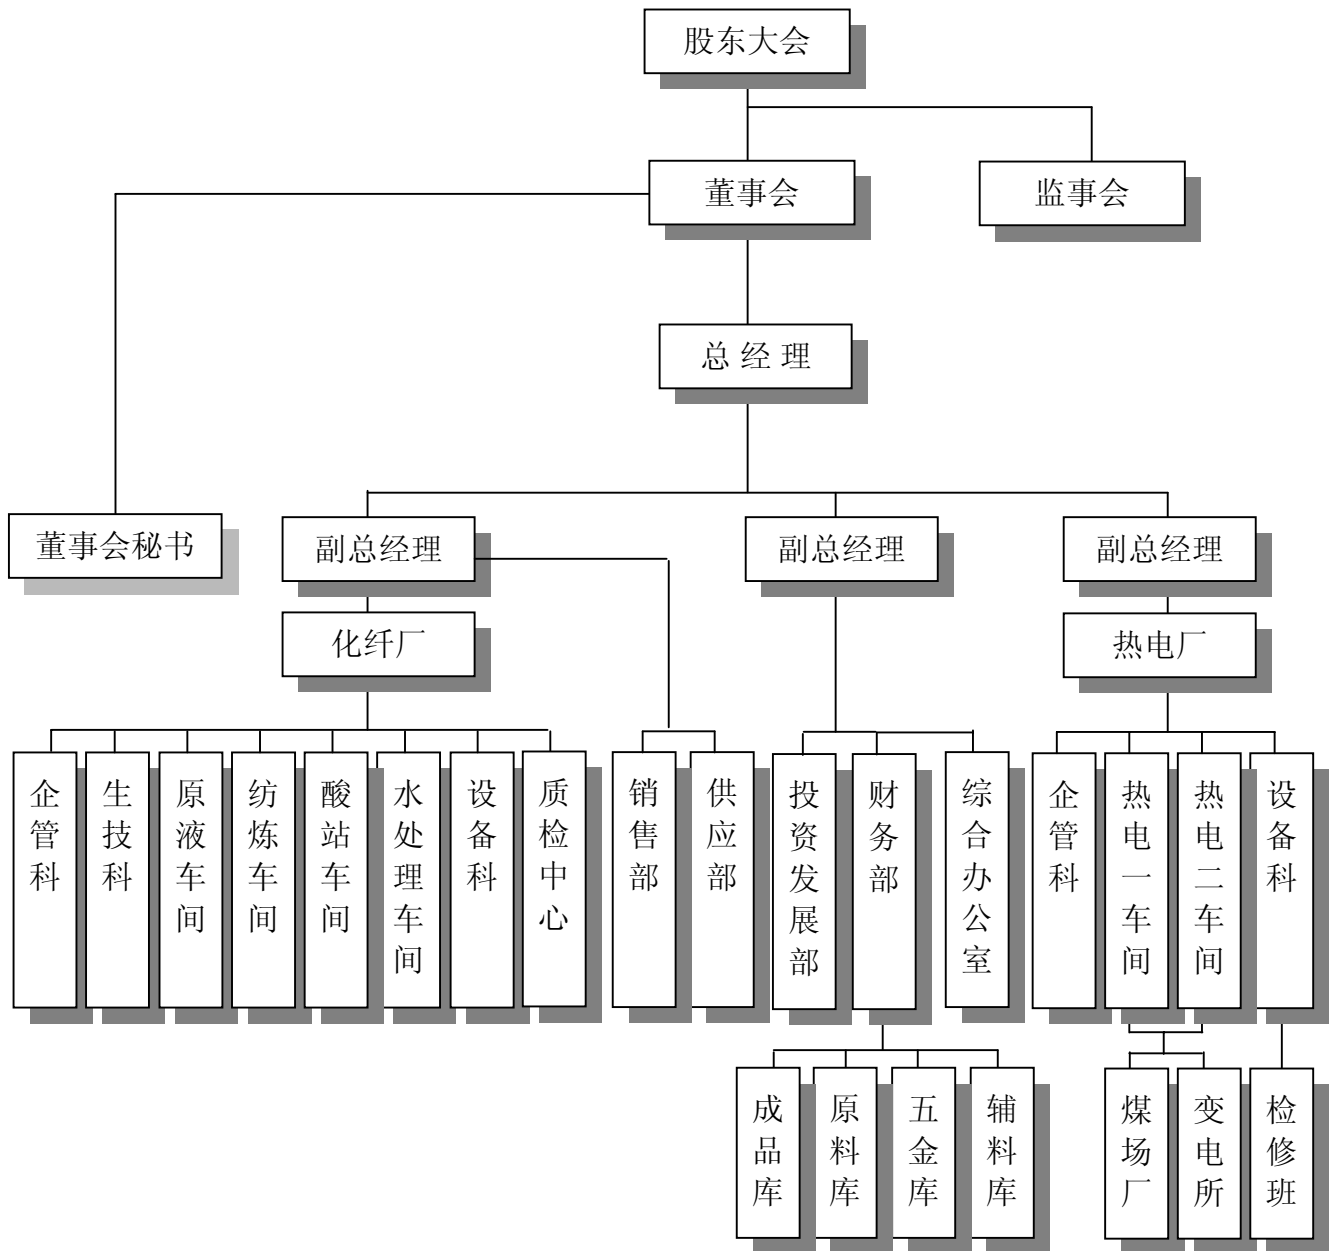 股东大会
董事会
监事会
总经理
董事会秘书
副总经理
副总经理
副总经理
化纤厂
热电厂
企管科
生技科
原液车间
纺炼车间
酸站车间
水处理车间
设备科
质检中心
销售部
供应部
投资发展部
财务部
综合办公室
企管科
热电一车间
热电二车间
设备科
成品库
原料库
五金库
辅料库
煤场厂
变电所
检修班